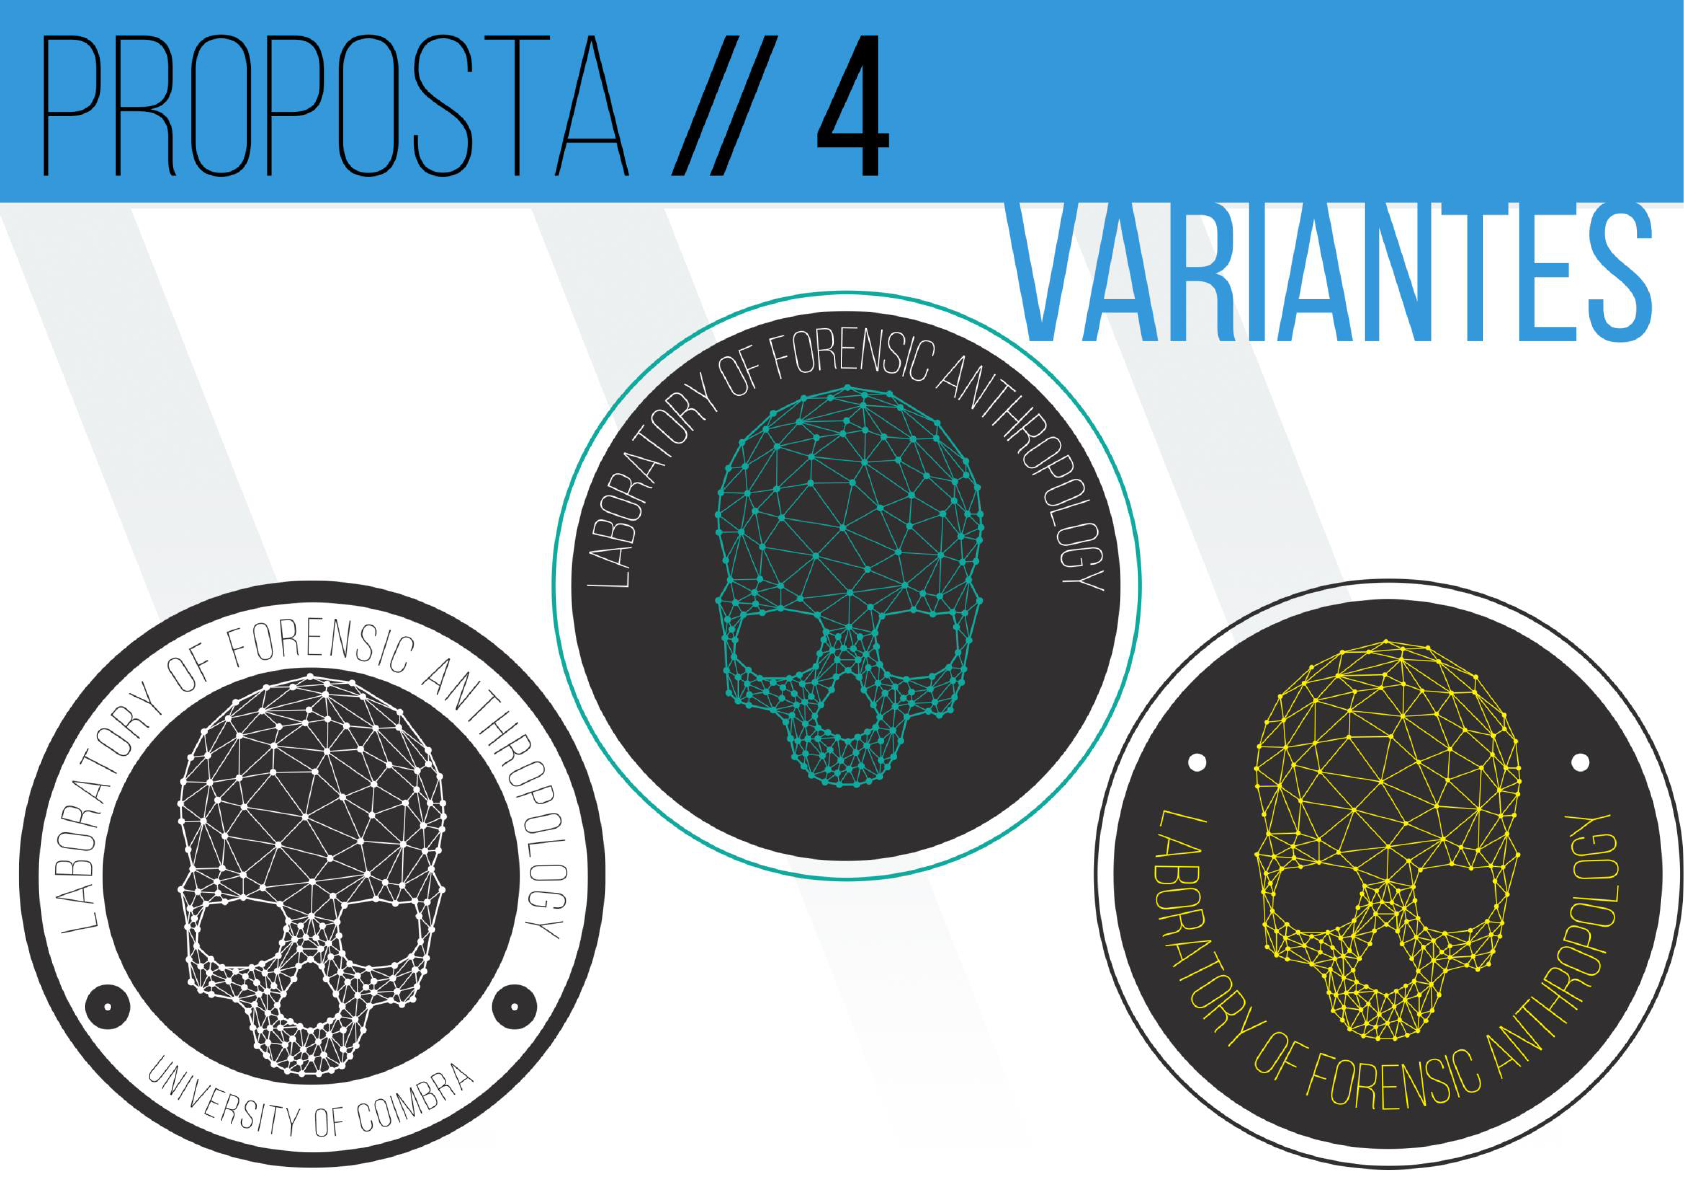 PROPOSTA // 4
VARIANTES
LABORATORY OF FORENSIC ANTHROPOLOGY
LABORATORY OF FORENSIC ANTHROPOLOGY
UNIVERSITY OF COIMBRA
LABORATORY OF FORENSIC ANTHROPOLOGY